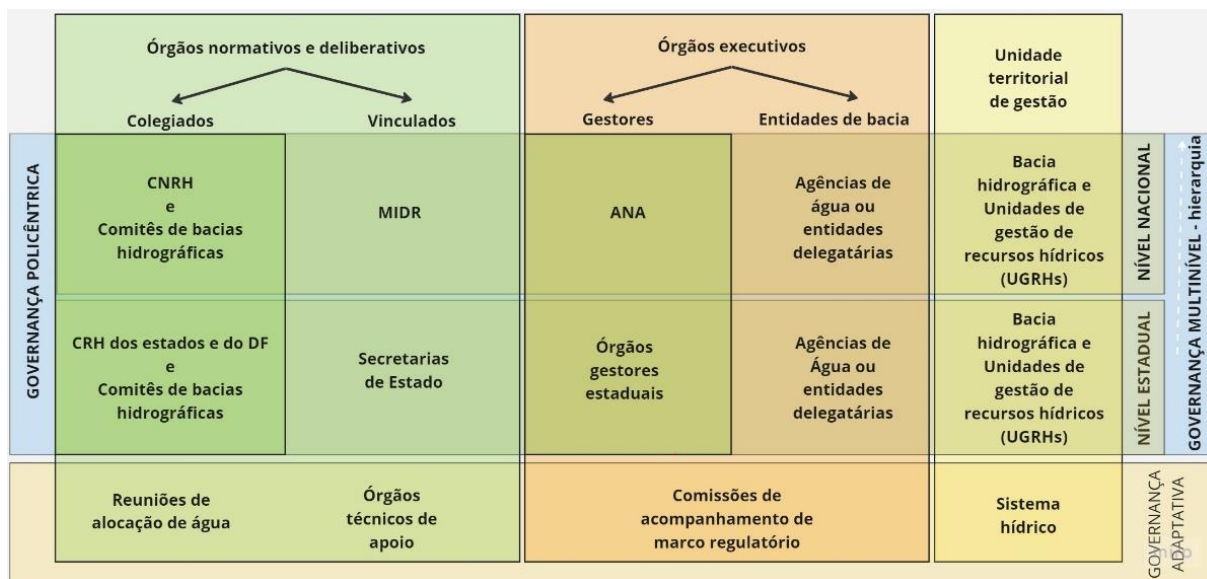 Órgãos normativos e deliberativos
Colegiados
Vinculados
Órgãos executivos
Gestores
Entidades de bacia
Unidade
territorial
de gestão
GOVERNANÇA POLICÊNTRICA
CNRH
e
Comitês de bacias
hidrográficas
MIDR
ANA
Agências de
água ou
entidades
delegatárias
Bacia
hidrográfica e
Unidades de
gestão de
recursos hídricos
(UGRHs)
NÍVEL NACIONAL
GOVERNANÇA MULTINÍVEL - hierarquia
CRH dos estados e do DF
e
Comitês de bacias
hidrográficas
Secretarias
de Estado
Órgãos
gestores
estaduais
Agências de
Água ou
entidades
delegatárias
Bacia
hidrográfica e
Unidades de
gestão de
recursos hídricos
(UGRHs)
NÍVEL ESTADUAL
Reuniões de
alocação de água
Órgãos
técnicos de
apoio
Comissões de
acompanhamento de
marco regulatório
Sistema
hídrico
GOVERNANÇA
ADAPTATIVA